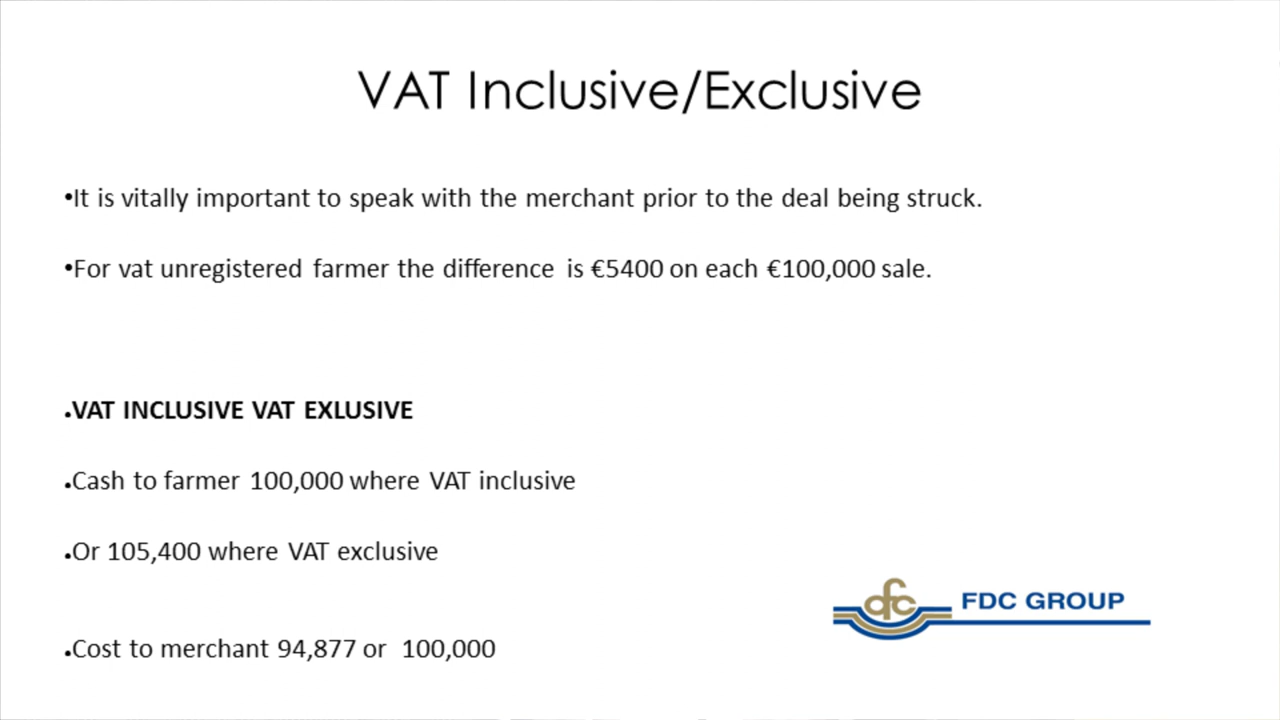 VAT Inclusive/Exclusive
•It is vitally important to speak with the merchant prior to the deal being struck.
•For vat unregistered farmer the difference is €5400 on each €100,000 sale.
•VAT INCLUSIVE VAT EXLUSIVE
•Cash to farmer 100,000 where VAT inclusive
•Or 105,400 where VAT exclusive
dfc FDC GROUP
•Cost to merchant 94,877 or 100,000